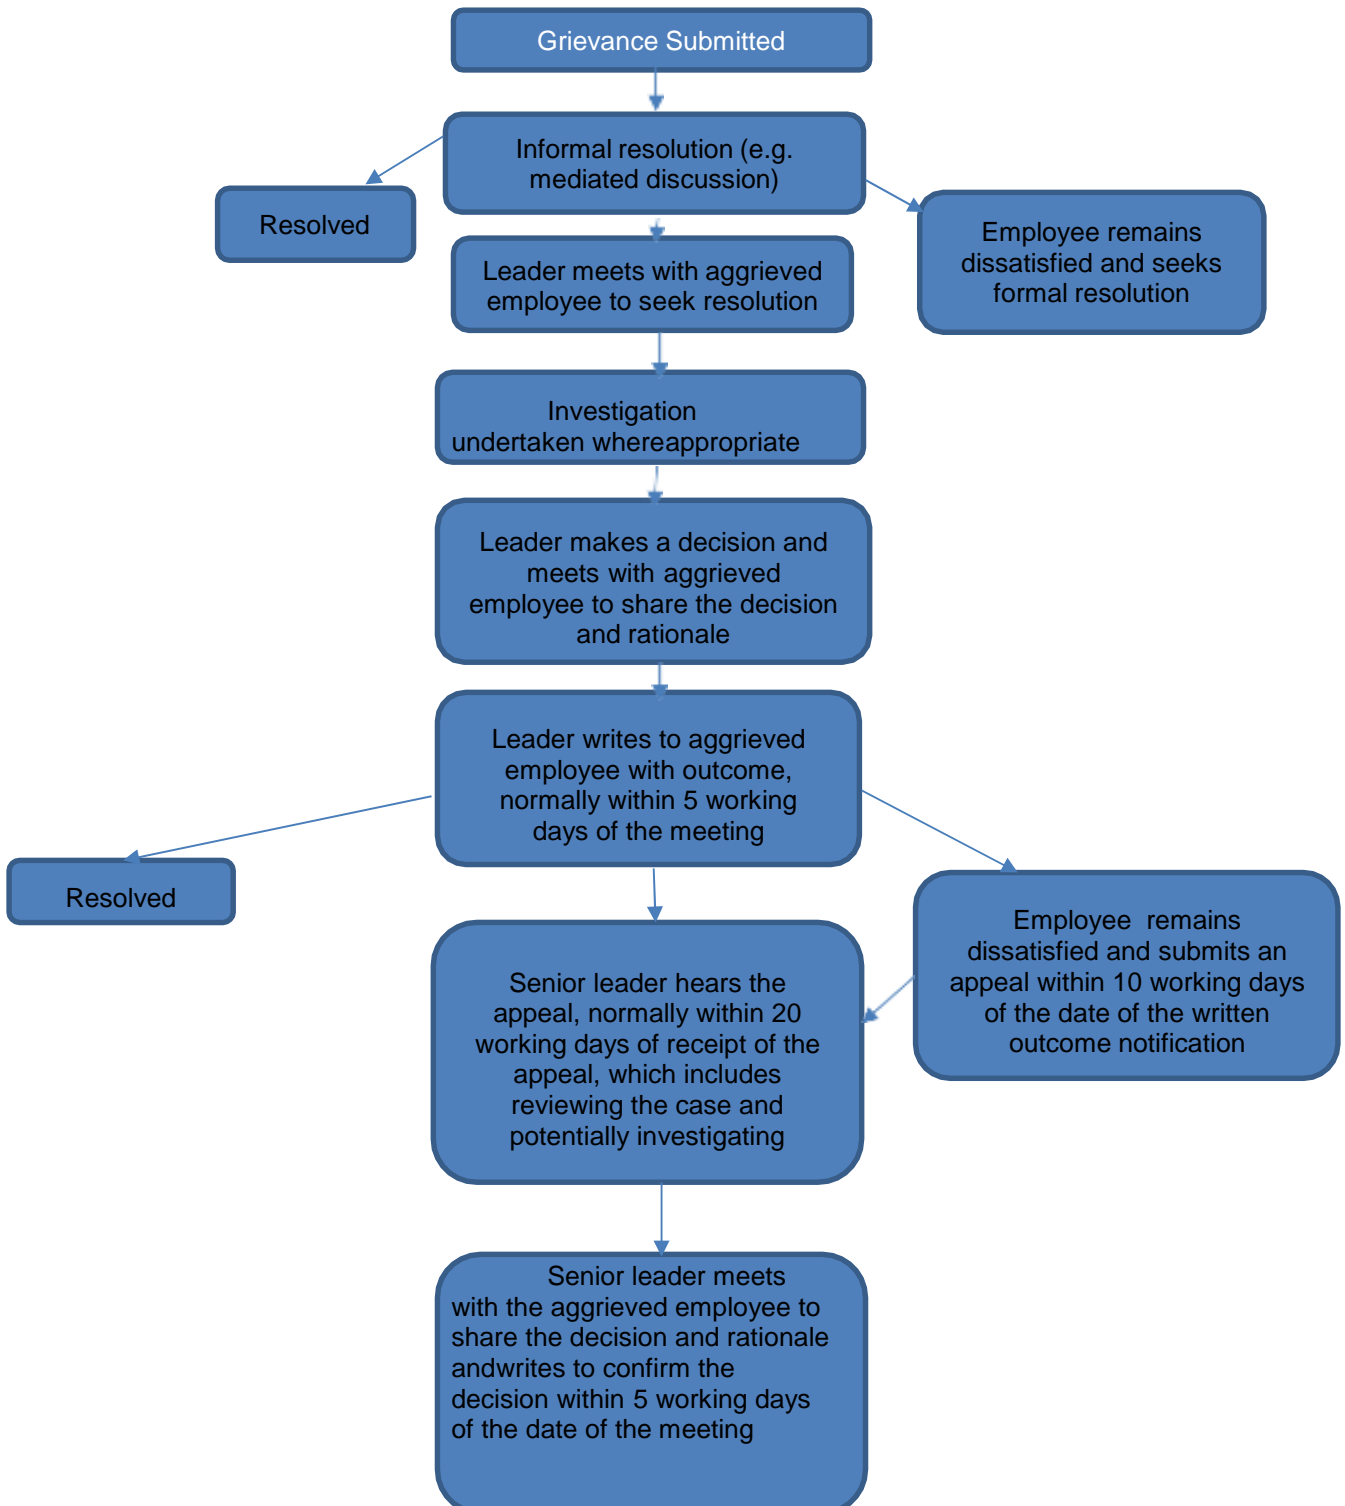 Grievance Submitted
Informal resolution (e.g.
mediated discussion)
Resolved
Employee remains
dissatisfied and seeks
formal resolution
Leader meets with aggrieved
employee to seek resolution
Investigation
undertaken whereappropriate
Leader makes a decision and
meets with aggrieved
employee to share the decision
and rationale
Leader writes to aggrieved
employee with outcome,
normally within 5 working
days of the meeting
Resolved
Employee remains
dissatisfied and submits an
appeal within 10 working days
of the date of the written
outcome notification
Senior leader hears the
appeal, normally within 20
working days of receipt of the
appeal, which includes
reviewing the case and
potentially investigating
Senior leader meets
with the aggrieved employee to
share the decision and rationale
andwrites to confirm the
decision within 5 working days
of the date of the meeting